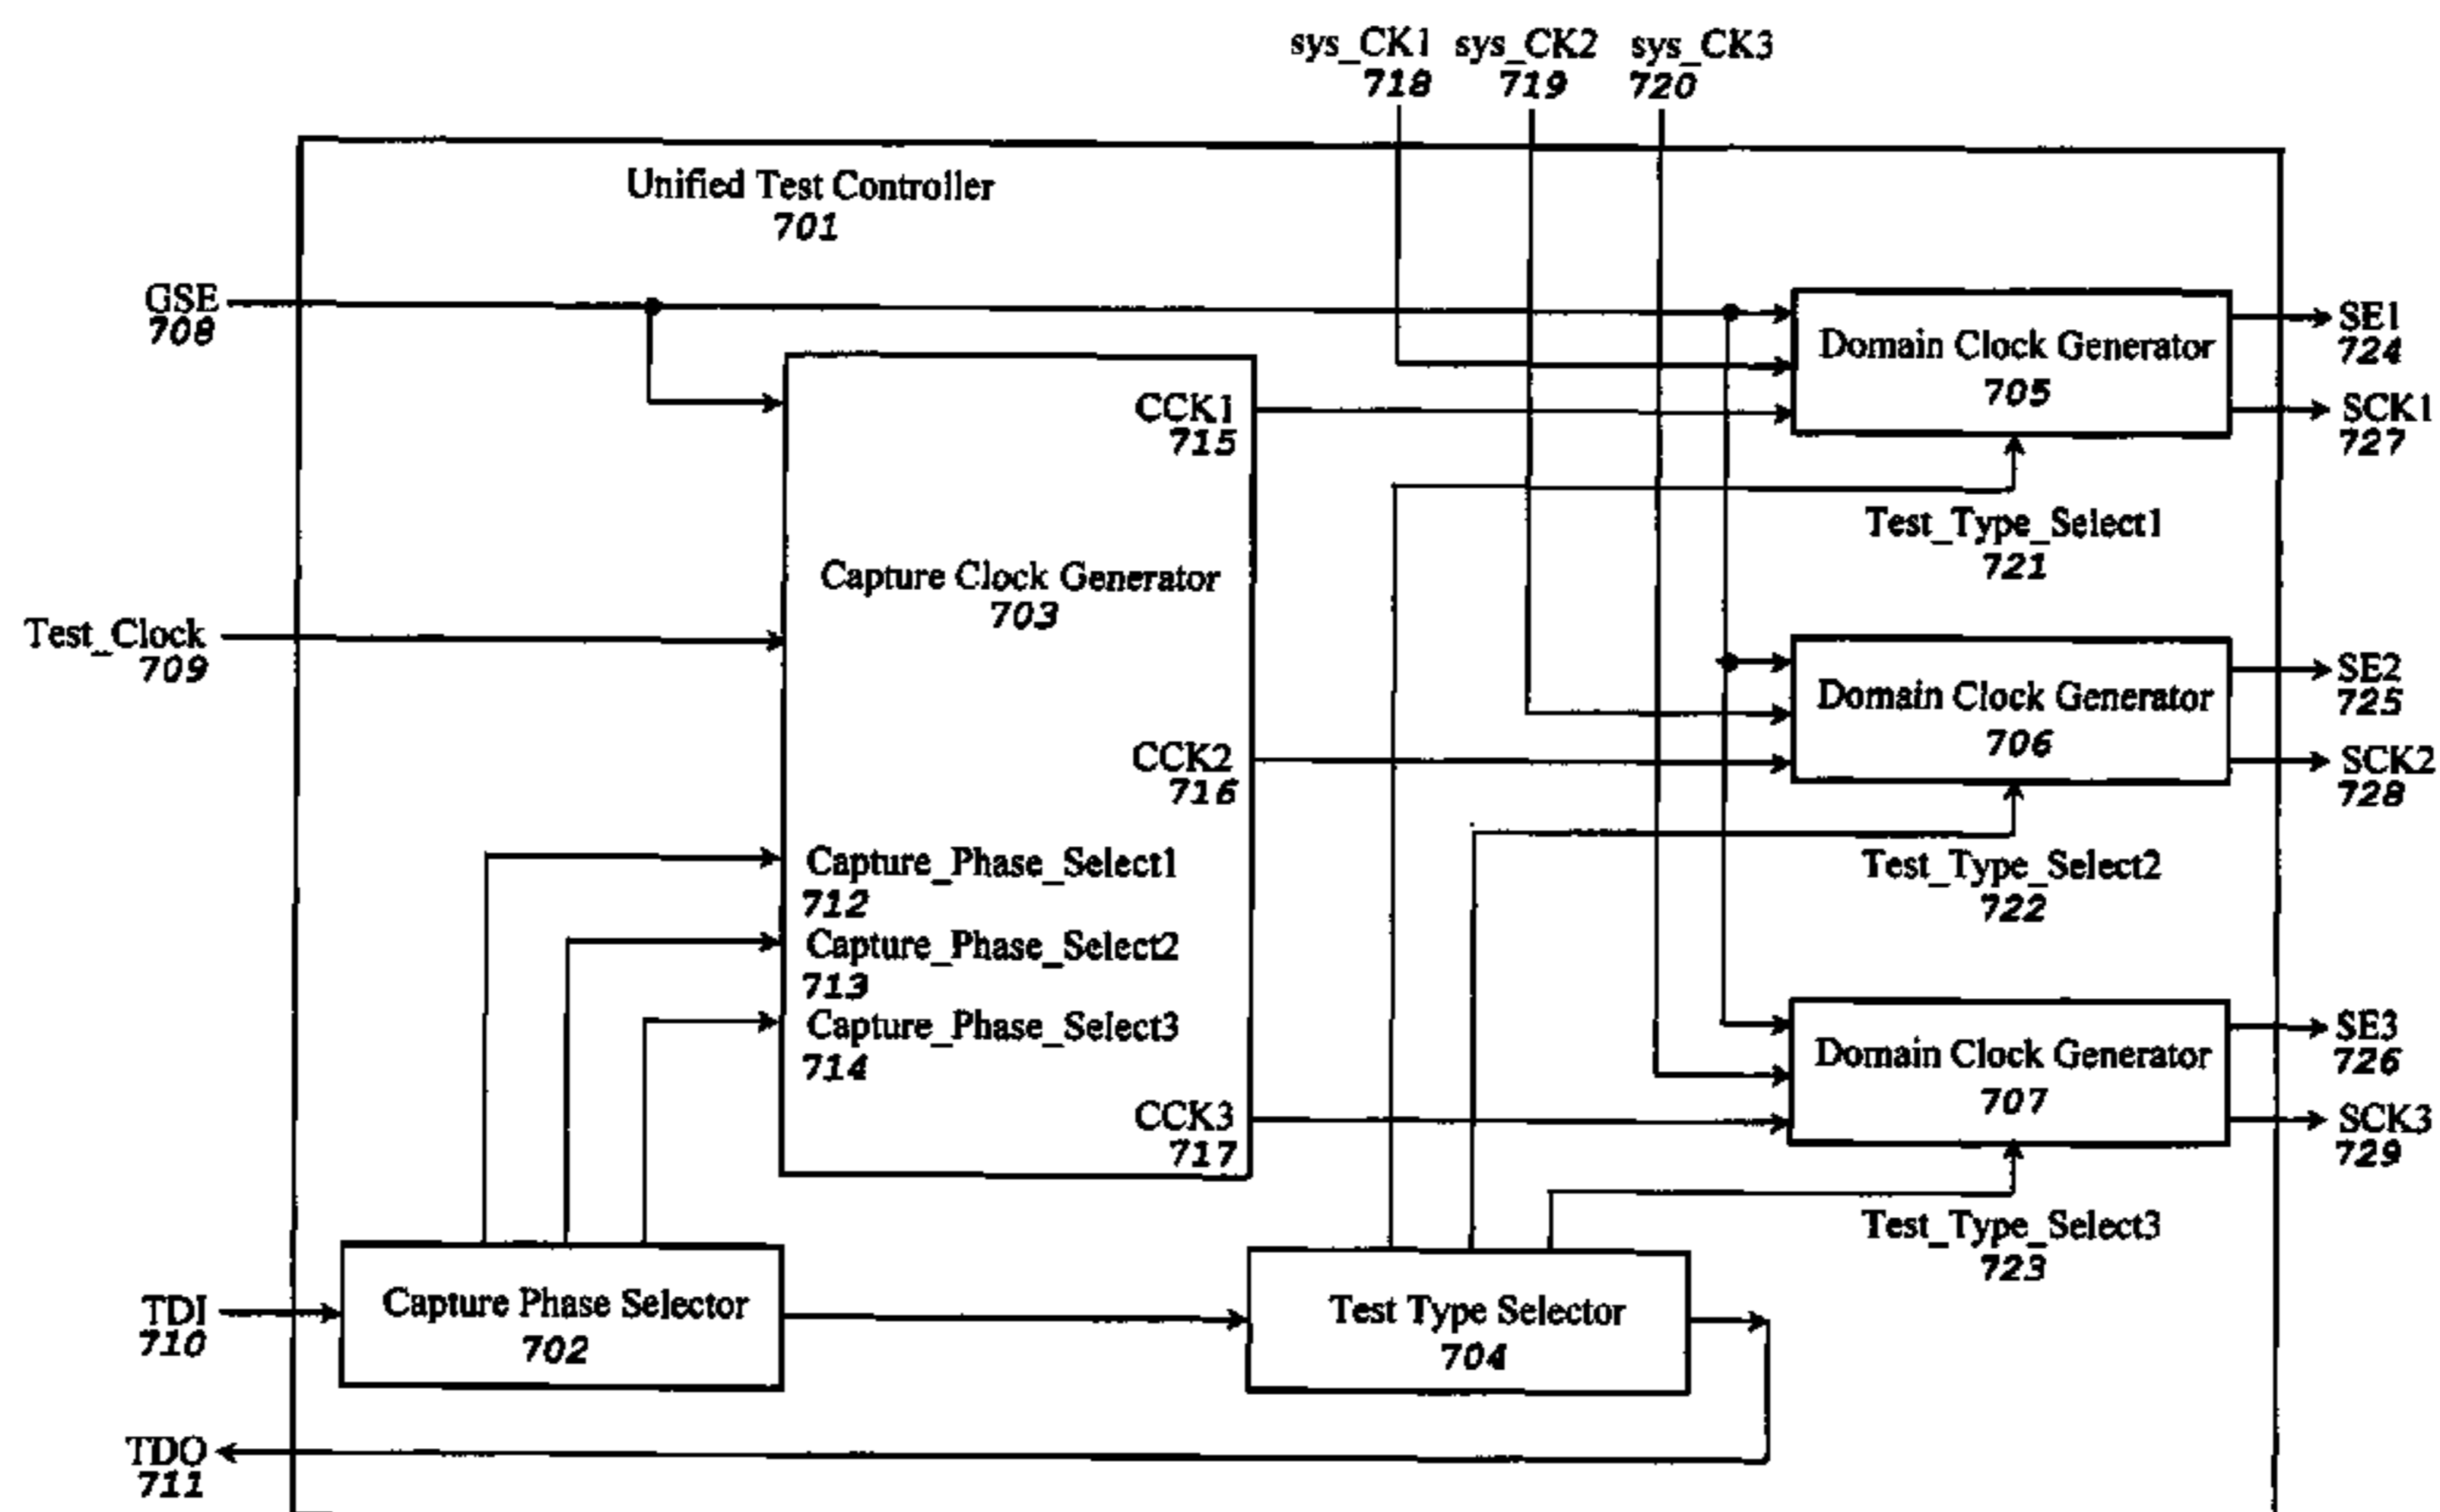 sys_CK1 sys_CK2 sys_CK3
718 719 720
Unified Test Controller
701
GSE
708
Domain Clock Generator
705
SE1
724
SCK1
727
CCK1
715
Test_Type_Select1
721
Capture Clock Generator
703
Test_Clock
709
Domain Clock Generator
706
SE2
725
SCK2
728
CCK2
716
Capture_Phase_Select1
712
Test_Type_Select2
722
Capture_Phase_Select2
713
Capture_Phase_Select3
714
Domain Clock Generator
707
SE3
726
SCK3
729
CCK3
717
Test_Type_Select3
723
TDI
710
Capture Phase Selector
702
Test Type Selector
704
TDO
711